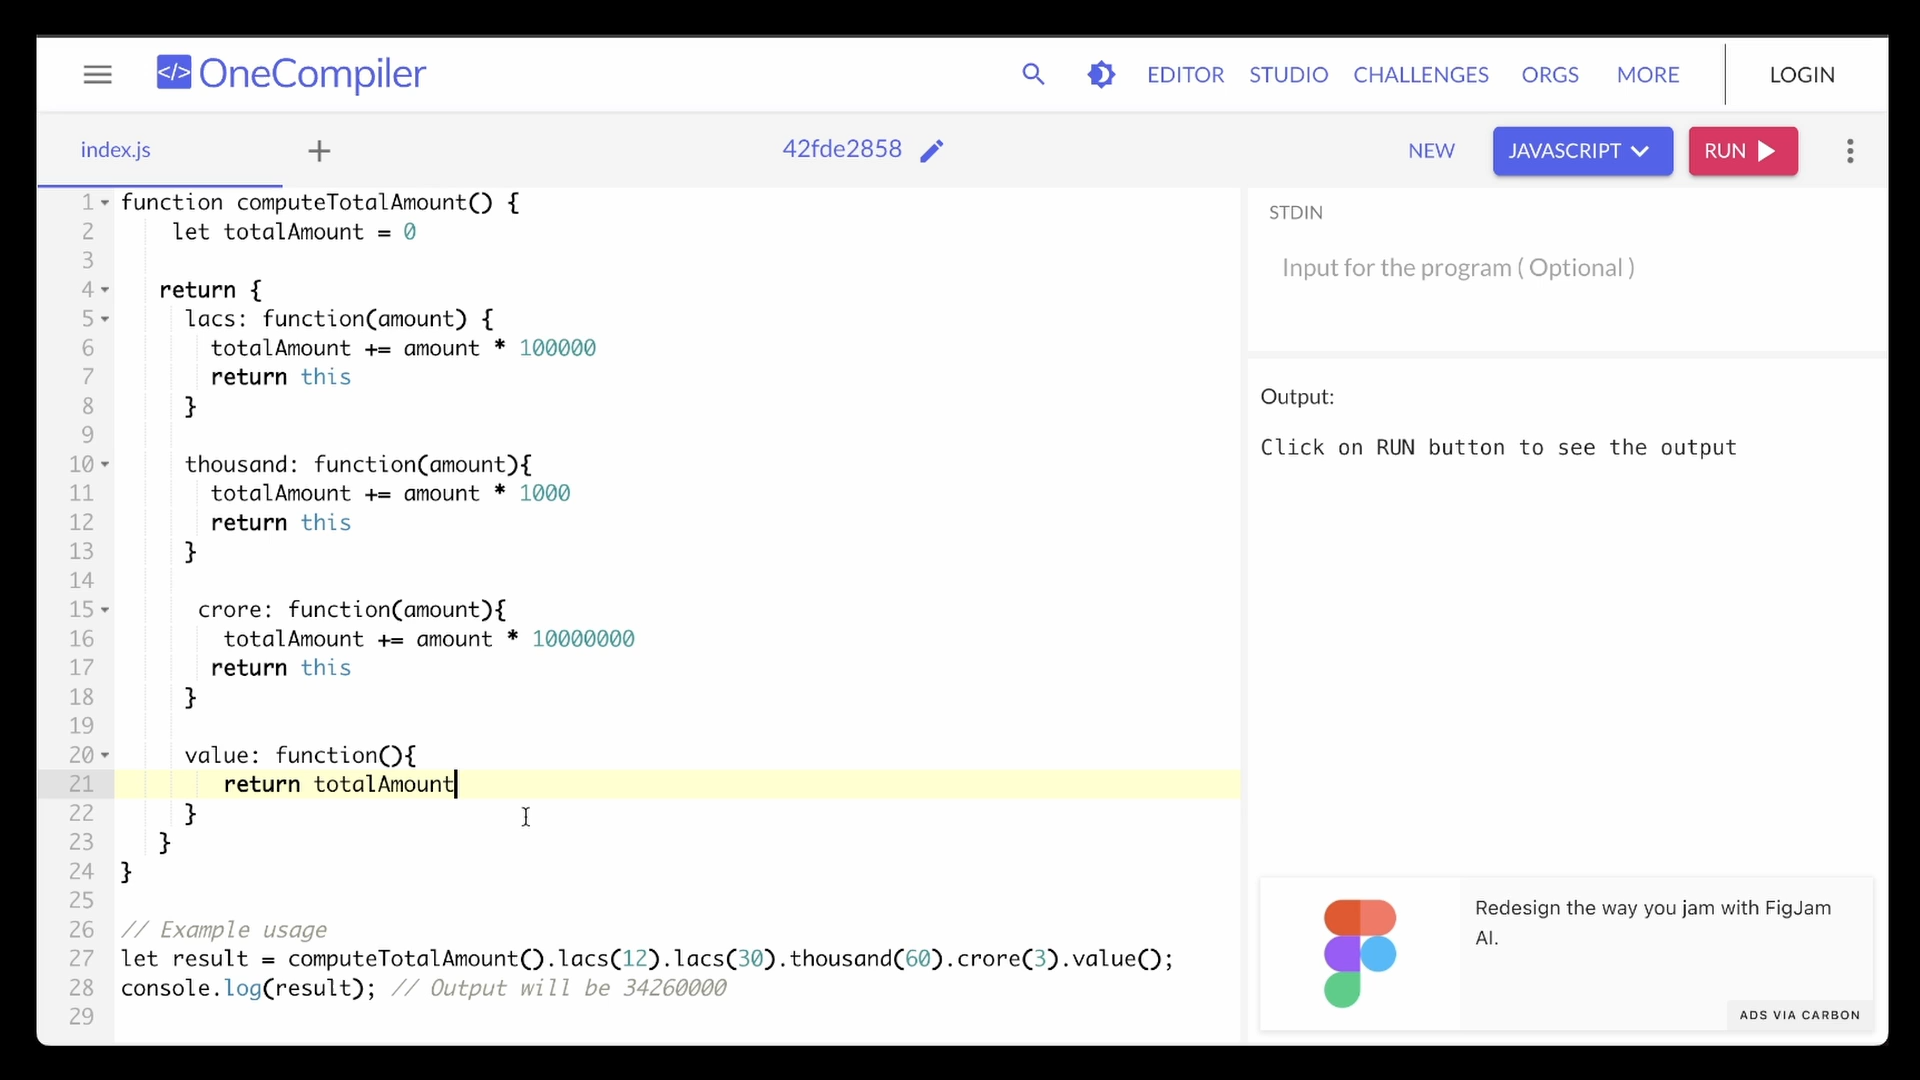 </> OneCompiler
EDITOR STUDIO CHALLENGES ORGS MORE LOGIN
index.js + 42fde2858 NEW JAVASCRIPT RUN
1 function computeTotalAmount() {
2 let totalAmount = 0
3
4 return {
5 lacs: function(amount) {
6 totalAmount += amount * 100000
7 return this
8 }
9
10 thousand: function(amount){
11 totalAmount += amount * 1000
12 return this
13 }
14
15 crore: function(amount){
16 totalAmount += amount * 10000000
17 return this
18 }
19
20 value: function(){
21 return totalAmount
22 }
23 }
24 }
25
26 // Example usage
27 let result = computeTotalAmount().lacs(12).lacs(30).thousand(60).crore(3).value();
28 console.log(result); // Output will be 34260000
29
STDIN
Input for the program ( Optional )
Output:
Click on RUN button to see the output
Redesign the way you jam with FigJam
AI.
ADS VIA CARBON